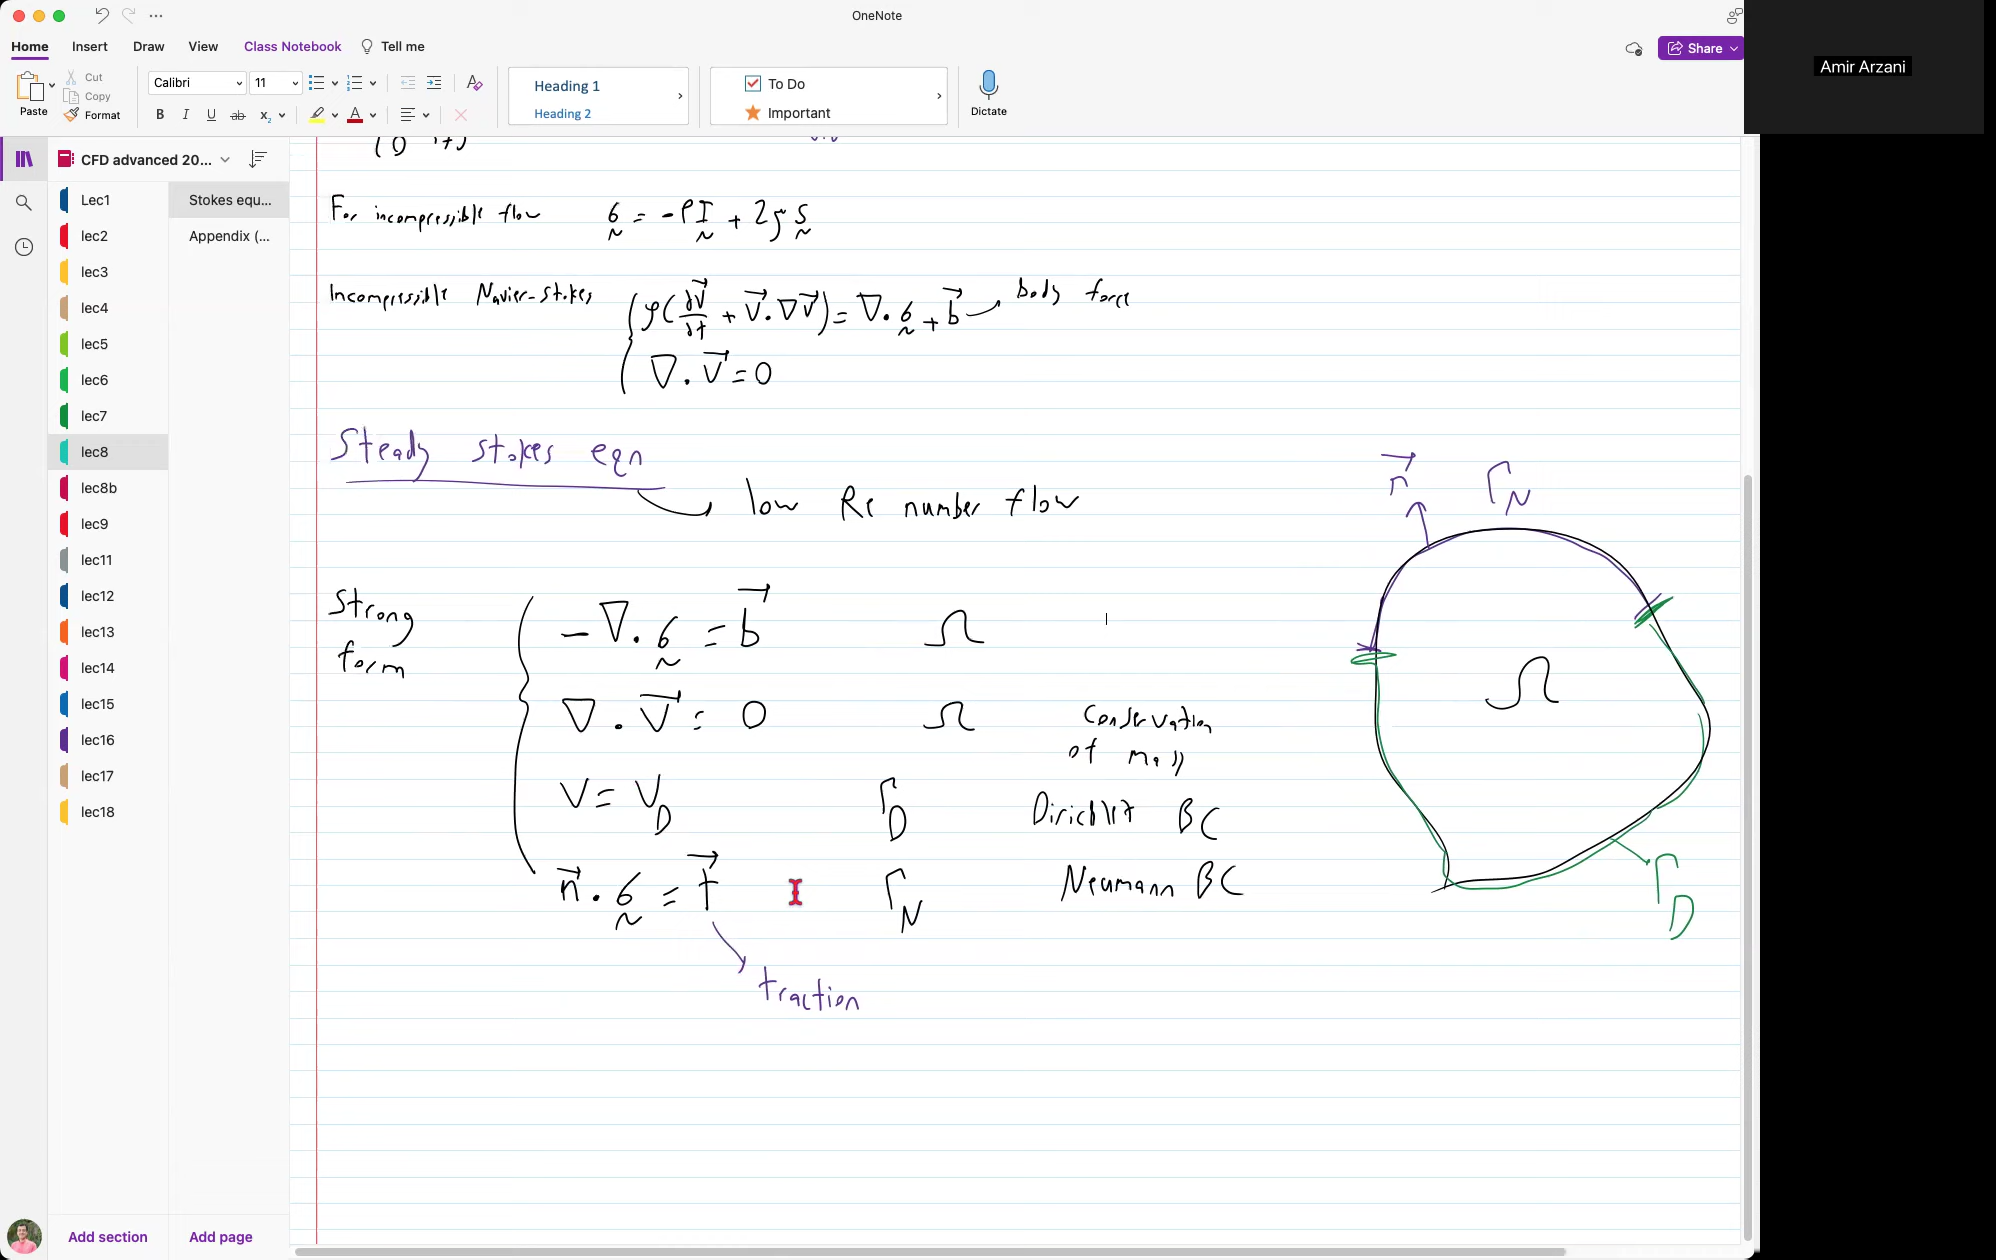 OneNote
Home Insert Draw View Class Notebook Tell me
Share
Amir Arzani
Paste
Cut
Copy
Format
Calibri 11
B I U ab x₂ A
Heading 1
Heading 2
To Do
Important
Dictate
CFD advanced 20...
Lec1
lec2
lec3
lec4
lec5
lec6
lec7
lec8
lec8b
lec9
lec11
lec12
lec13
lec14
lec15
lec16
lec17
lec18
Stokes equ...
Appendix (...
Add section
Add page
For incompressible flow σ = -PI + 2μS
Incompressible Navier-Stokes ρ(∂V/∂t + V·∇V) = ∇·σ + b body force
∇·V = 0
Steady Stokes eqn
low Re number flow
Strong form
-∇·σ = b Ω
∇·V = 0 Ω Conservation of mass
V = V_D Γ_D Dirichlet BC
n·σ = t Γ_N Neumann BC
traction
n Γ_N
Ω
Γ_D